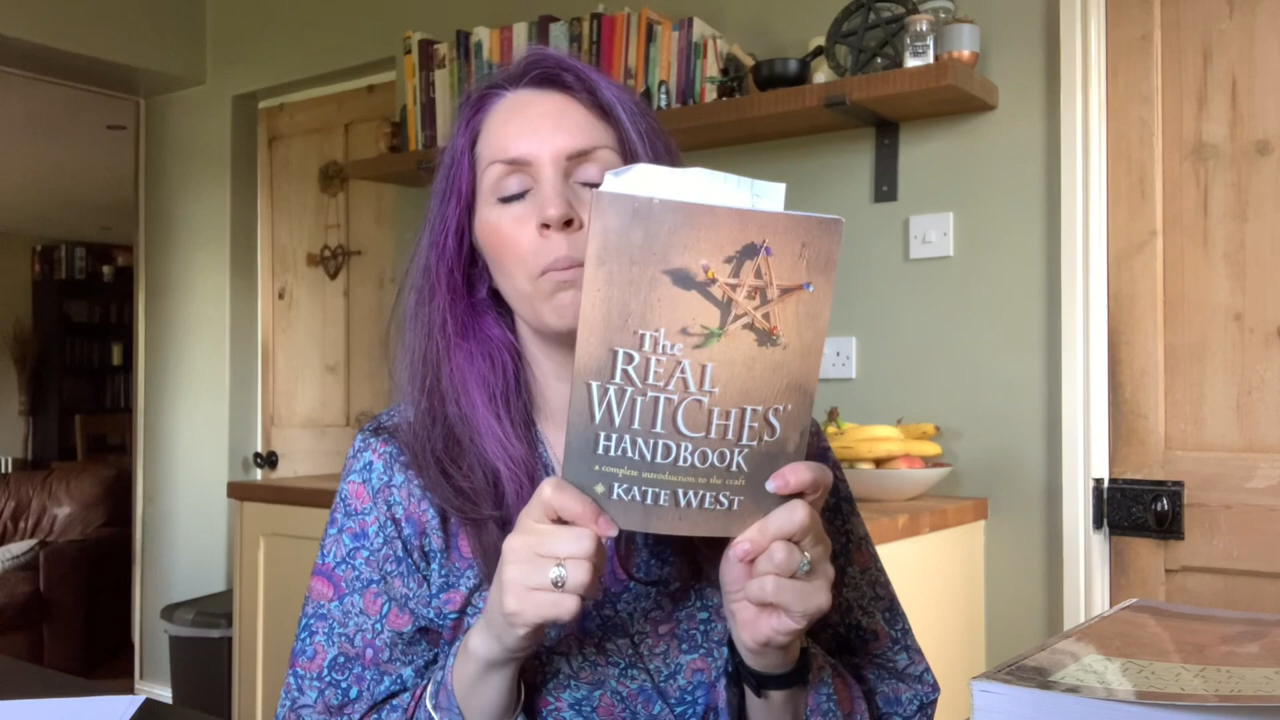 The
REAL
WITCHES'
HANDBOOK
a complete introduction to the craft
KATE WEST